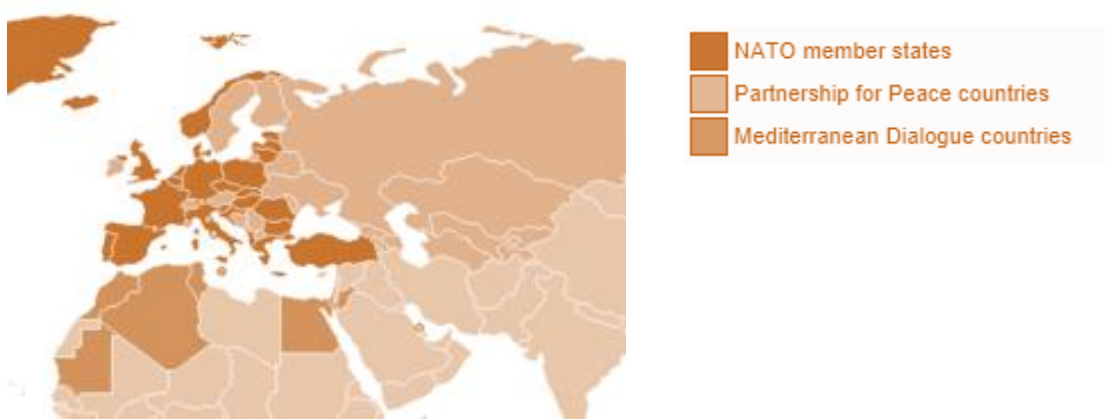 NATO member states
Partnership for Peace countries
Mediterranean Dialogue countries